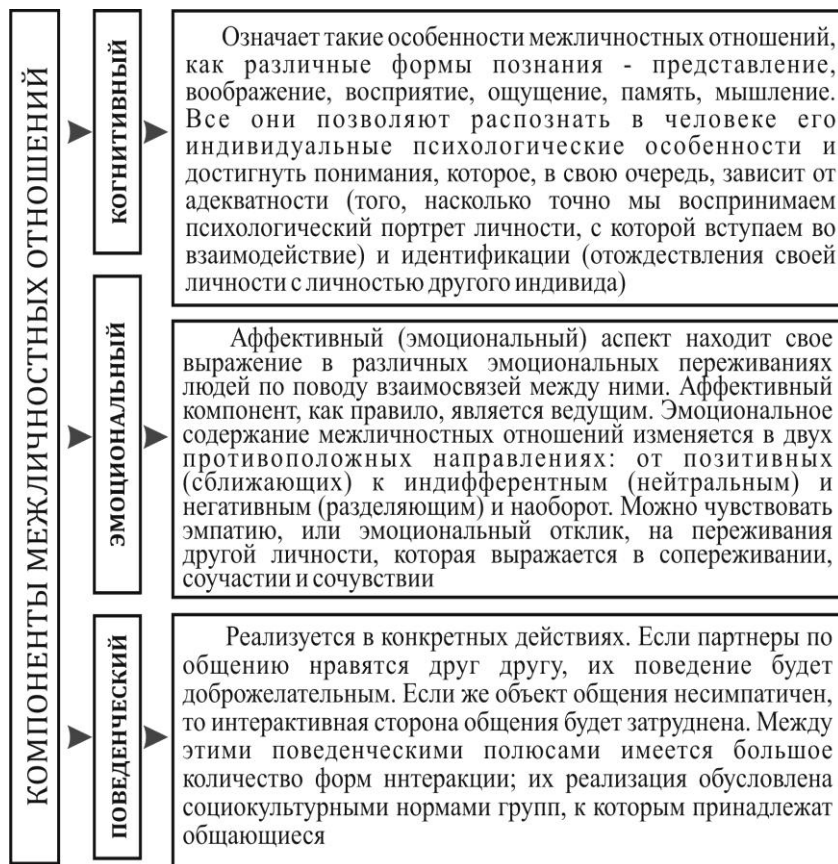 КОМПОНЕНТЫ МЕЖЛИЧНОСТНЫХ ОТНОШЕНИЙ
КОГНИТИВНЫЙ
Означает такие особенности межличностных отношений,
как различные формы познания - представление,
воображение, восприятие, ощущение, память, мышление.
Все они позволяют распознать в человеке его
индивидуальные психологические особенности и
достигнуть понимания, которое, в свою очередь, зависит от
адекватности (того, насколько точно мы воспринимаем
психологический портрет личности, с которой вступаем во
взаимодействие) и идентификации (отождествления своей
личности с личностью другого индивида)
ЭМОЦИОНАЛЬНЫЙ
Аффективный (эмоциональный) аспект находит свое
выражение в различных эмоциональных переживаниях
людей по поводу взаимосвязей между ними. Аффективный
компонент, как правило, является ведущим. Эмоциональное
содержание межличностных отношений изменяется в двух
противоположных направлениях: от позитивных
(сближающих) к индифферентным (нейтральным) и
негативным (разделяющим) и наоборот. Можно чувствовать
эмпатию, или эмоциональный отклик, на переживания
другой личности, которая выражается в сопереживании,
соучастии и сочувствии
ПОВЕДЕНЧЕСКИЙ
Реализуется в конкретных действиях. Если партнеры по
общению нравятся друг другу, их поведение будет
доброжелательным. Если же объект общения несимпатичен,
то интерактивная сторона общения будет затруднена. Между
этими поведенческими полюсами имеется большое
количество форм ннтеракции; их реализация обусловлена
социокультурными нормами групп, к которым принадлежат
общающиеся